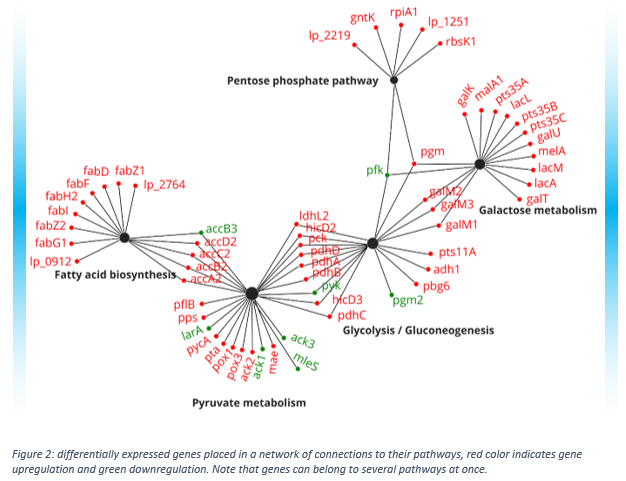 rpiA1
gntK
lp_1251
lp_2219
rbsK1
Pentose phosphate pathway
galK
malA1
pts35A
lacL
pts35B
pts35C
galU
melA
lacM
lacA
galT
Galactose metabolism
pgm
pfk
galM2
galM3
galM1
fabD
fabZ1
fabF
lp_2764
fabH2
fabI
fabZ2
fabG1
lp_0912
Fatty acid biosynthesis
accB3
accD2
accC2
accB2
accA2
ldhL2
hicD2
pck
pdhD
pdhA
pdhB
pyk
hicD3
pdhC
pts11A
adh1
pbg6
pgm2
Glycolysis / Gluconeogenesis
pflB
pps
larA
pycA
pta
pox1
pox3
ack2
ack1
mae
ack3
mleS
Pyruvate metabolism
Figure 2: differentially expressed genes placed in a network of connections to their pathways, red color indicates gene
upregulation and green downregulation. Note that genes can belong to several pathways at once.